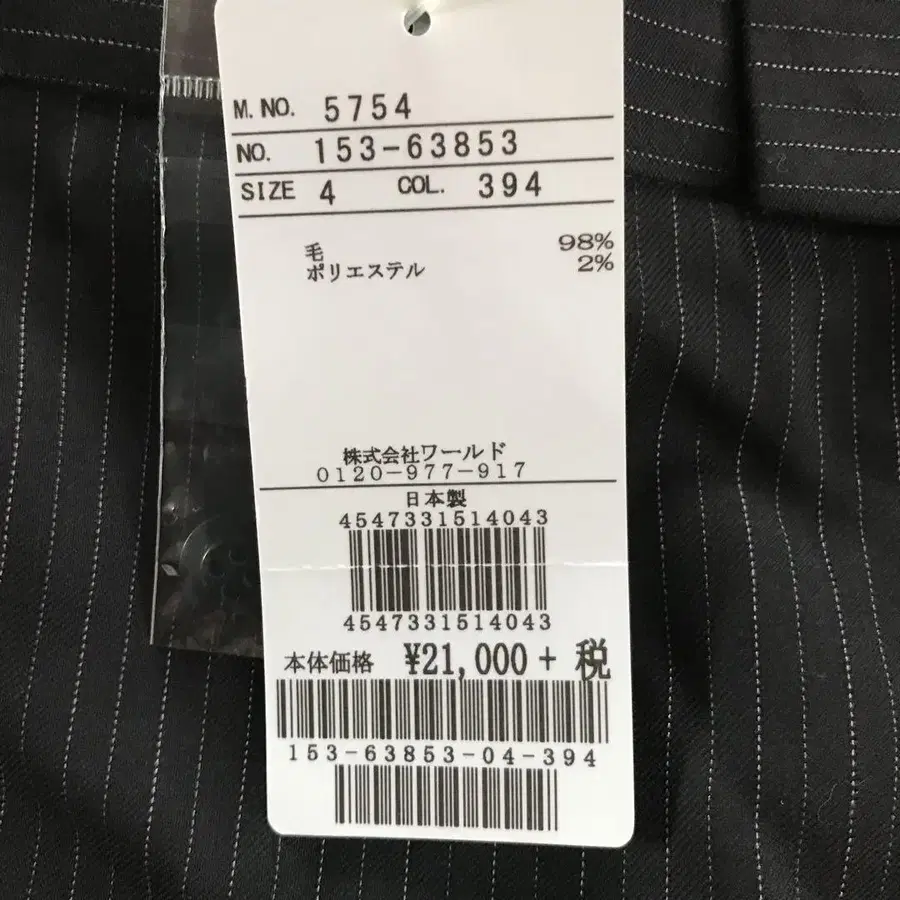 M. NO. 5754
NO. 153-63853
SIZE 4 COL. 394
毛 98%
ポリエステル 2%
株式会社ワールド
0120-977-917
日本製
4547331514043
4547331514043
本体価格 ¥21,000 + 税
153-63853-04-394